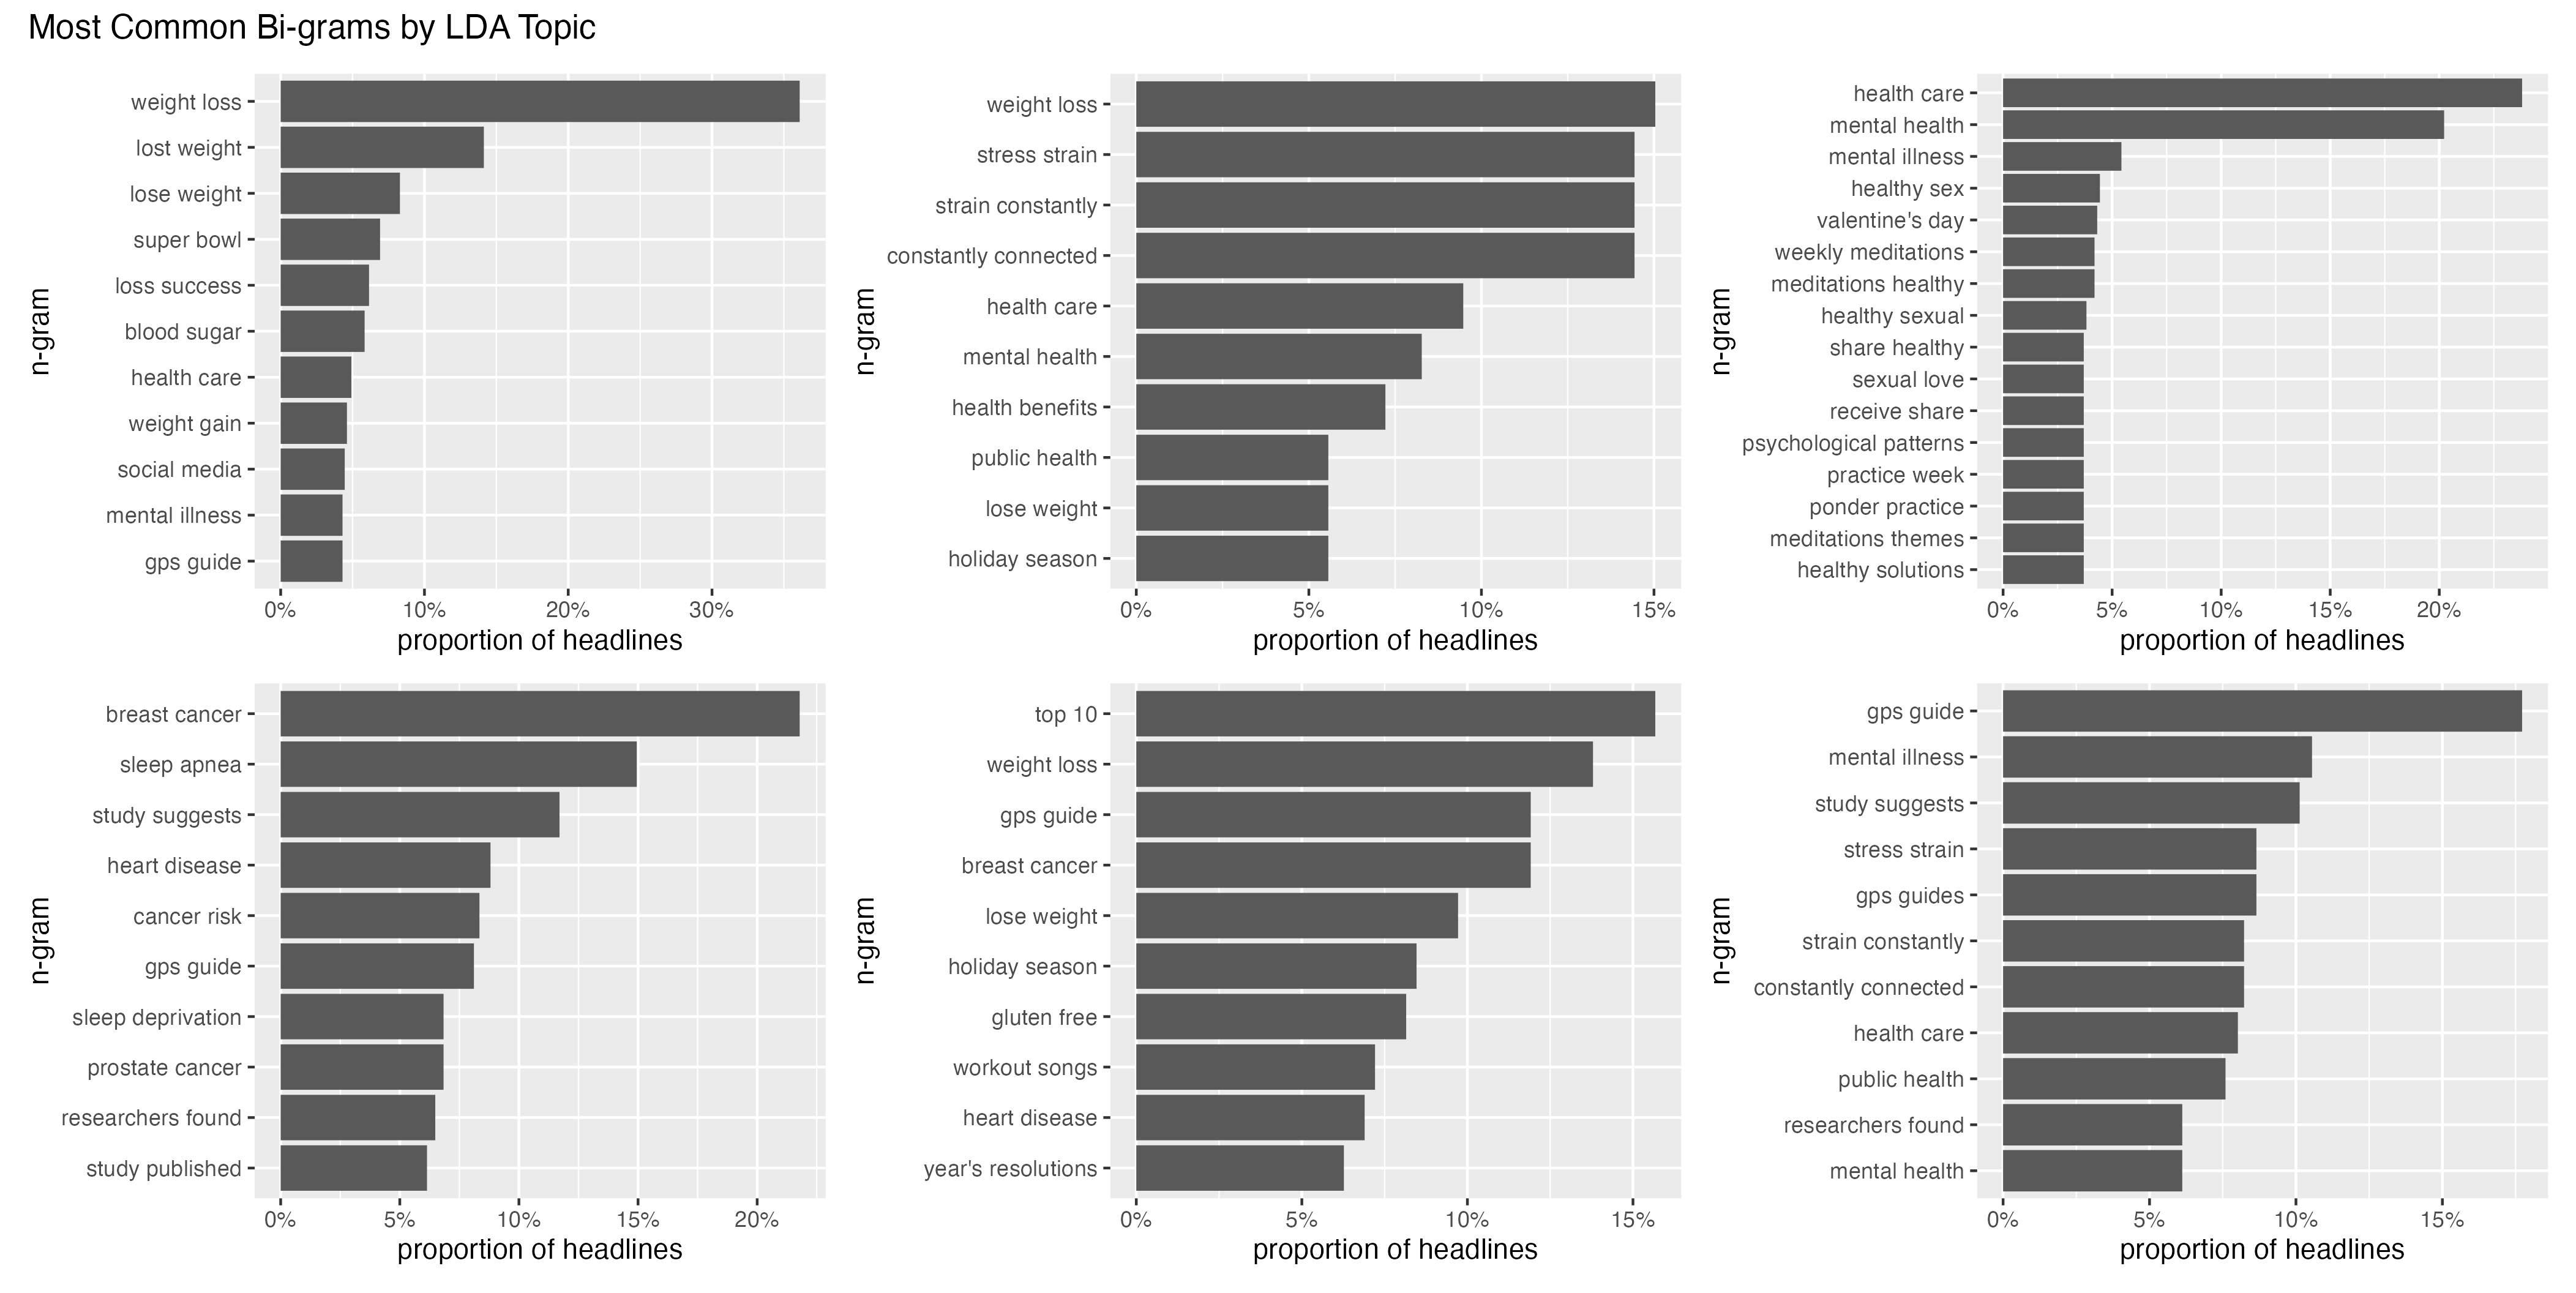 Most Common Bi-grams by LDA Topic
n-gram
weight loss
lost weight
lose weight
super bowl
loss success
blood sugar
health care
weight gain
social media
mental illness
gps guide
0% 10% 20% 30%
proportion of headlines
n-gram
weight loss
stress strain
strain constantly
constantly connected
health care
mental health
health benefits
public health
lose weight
holiday season
0% 5% 10% 15%
proportion of headlines
n-gram
health care
mental health
mental illness
healthy sex
valentine's day
weekly meditations
meditations healthy
healthy sexual
share healthy
sexual love
receive share
psychological patterns
practice week
ponder practice
meditations themes
healthy solutions
0% 5% 10% 15% 20%
proportion of headlines
n-gram
breast cancer
sleep apnea
study suggests
heart disease
cancer risk
gps guide
sleep deprivation
prostate cancer
researchers found
study published
0% 5% 10% 15% 20%
proportion of headlines
n-gram
top 10
weight loss
gps guide
breast cancer
lose weight
holiday season
gluten free
workout songs
heart disease
year's resolutions
0% 5% 10% 15%
proportion of headlines
n-gram
gps guide
mental illness
study suggests
stress strain
gps guides
strain constantly
constantly connected
health care
public health
researchers found
mental health
0% 5% 10% 15%
proportion of headlines